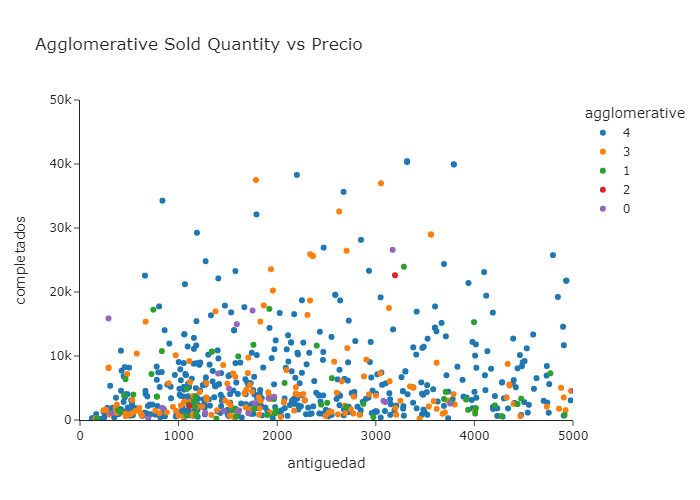 Agglomerative Sold Quantity vs Precio
agglomerative
4
3
1
2
0
completados
50k
40k
30k
20k
10k
0
0 1000 2000 3000 4000 5000
antiguedad